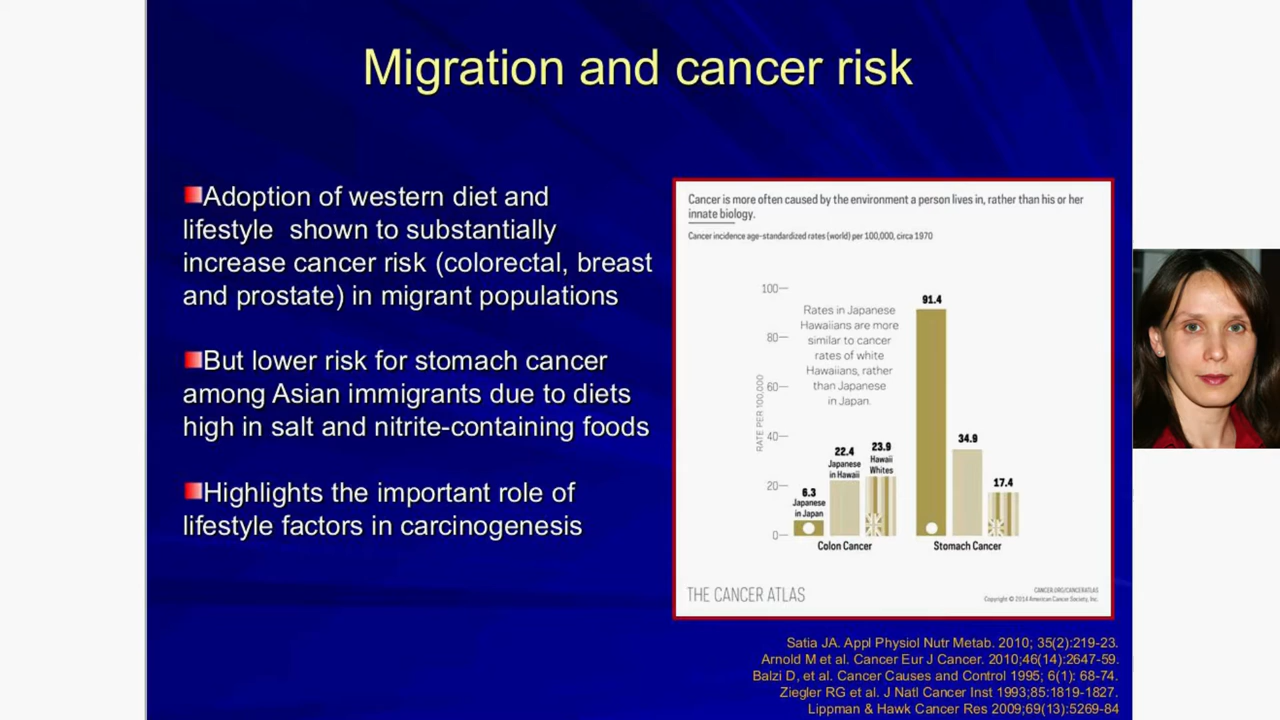 Migration and cancer risk
Adoption of western diet and
lifestyle shown to substantially
increase cancer risk (colorectal, breast
and prostate) in migrant populations
But lower risk for stomach cancer
among Asian immigrants due to diets
high in salt and nitrite-containing foods
Highlights the important role of
lifestyle factors in carcinogenesis
Cancer is more often caused by the environment a person lives in, rather than his or her
innate biology.
Cancer incidence age-standardized rates (world) per 100,000, circa 1970
RATE PER 100,000
100
80
60
40
20
0
Rates in Japanese
Hawaiians are more
similar to cancer
rates of white
Hawaiians, rather
than Japanese
in Japan.
6.3
Japanese
in Japan
22.4
Japanese
in Hawaii
23.9
Hawaii
Whites
91.4
34.9
17.4
Colon Cancer
Stomach Cancer
THE CANCER ATLAS
CANCER.ORG/CANCERATLAS
Copyright © 2014 American Cancer Society, Inc.
Satia JA. Appl Physiol Nutr Metab. 2010; 35(2):219-23.
Arnold M et al. Cancer Eur J Cancer. 2010;46(14):2647-59.
Balzi D, et al. Cancer Causes and Control 1995; 6(1): 68-74.
Ziegler RG et al. J Natl Cancer Inst 1993;85:1819-1827.
Lippman & Hawk Cancer Res 2009;69(13):5269-84